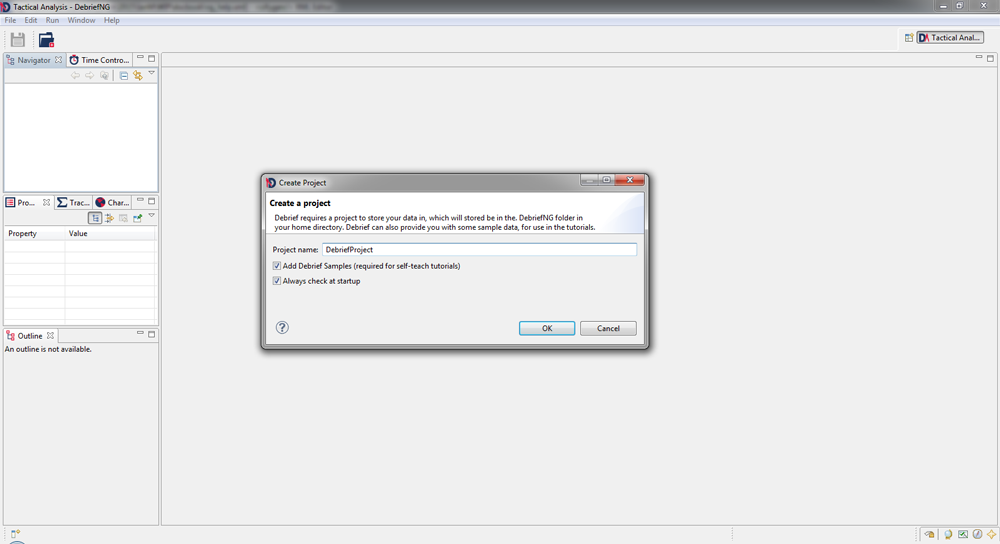 Tactical Analysis - DebriefNG
File Edit Run Window Help
Tactical Anal...
Navigator Time Contro...
Pro... Trac... Char...
Property Value
Outline
An outline is not available.
Create Project
Create a project
Debrief requires a project to store your data in, which will stored be in the. DebriefNG folder in
your home directory. Debrief can also provide you with some sample data, for use in the tutorials.
Project name: DebriefProject
Add Debrief Samples (required for self-teach tutorials)
Always check at startup
OK Cancel